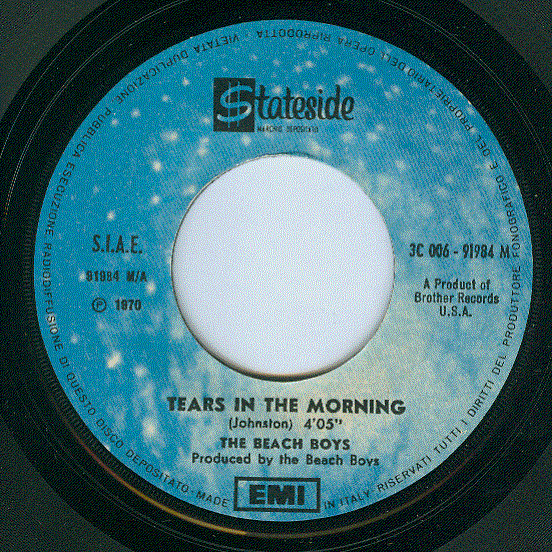 Stateside
MARCHIO DEPOSITATO
S.I.A.E.
91984 M/A
Ⓟ 1970
3C 006 - 91984 M
A Product of
Brother Records
U.S.A.
TEARS IN THE MORNING
(Johnston) 4'05"
THE BEACH BOYS
Produced by the Beach Boys
EMI
MADE IN ITALY. RISERVATI TUTTI I DIRITTI DEL PRODUTTORE FONOGRAFICO E DEL PROPRIETARIO DELL'OPERA RIPRODOTTA - VIETATA DUPLICAZIONE PUBBLICA ESECUZIONE RADIODIFFUSIONE DI QUESTO DISCO DEPOSITATO